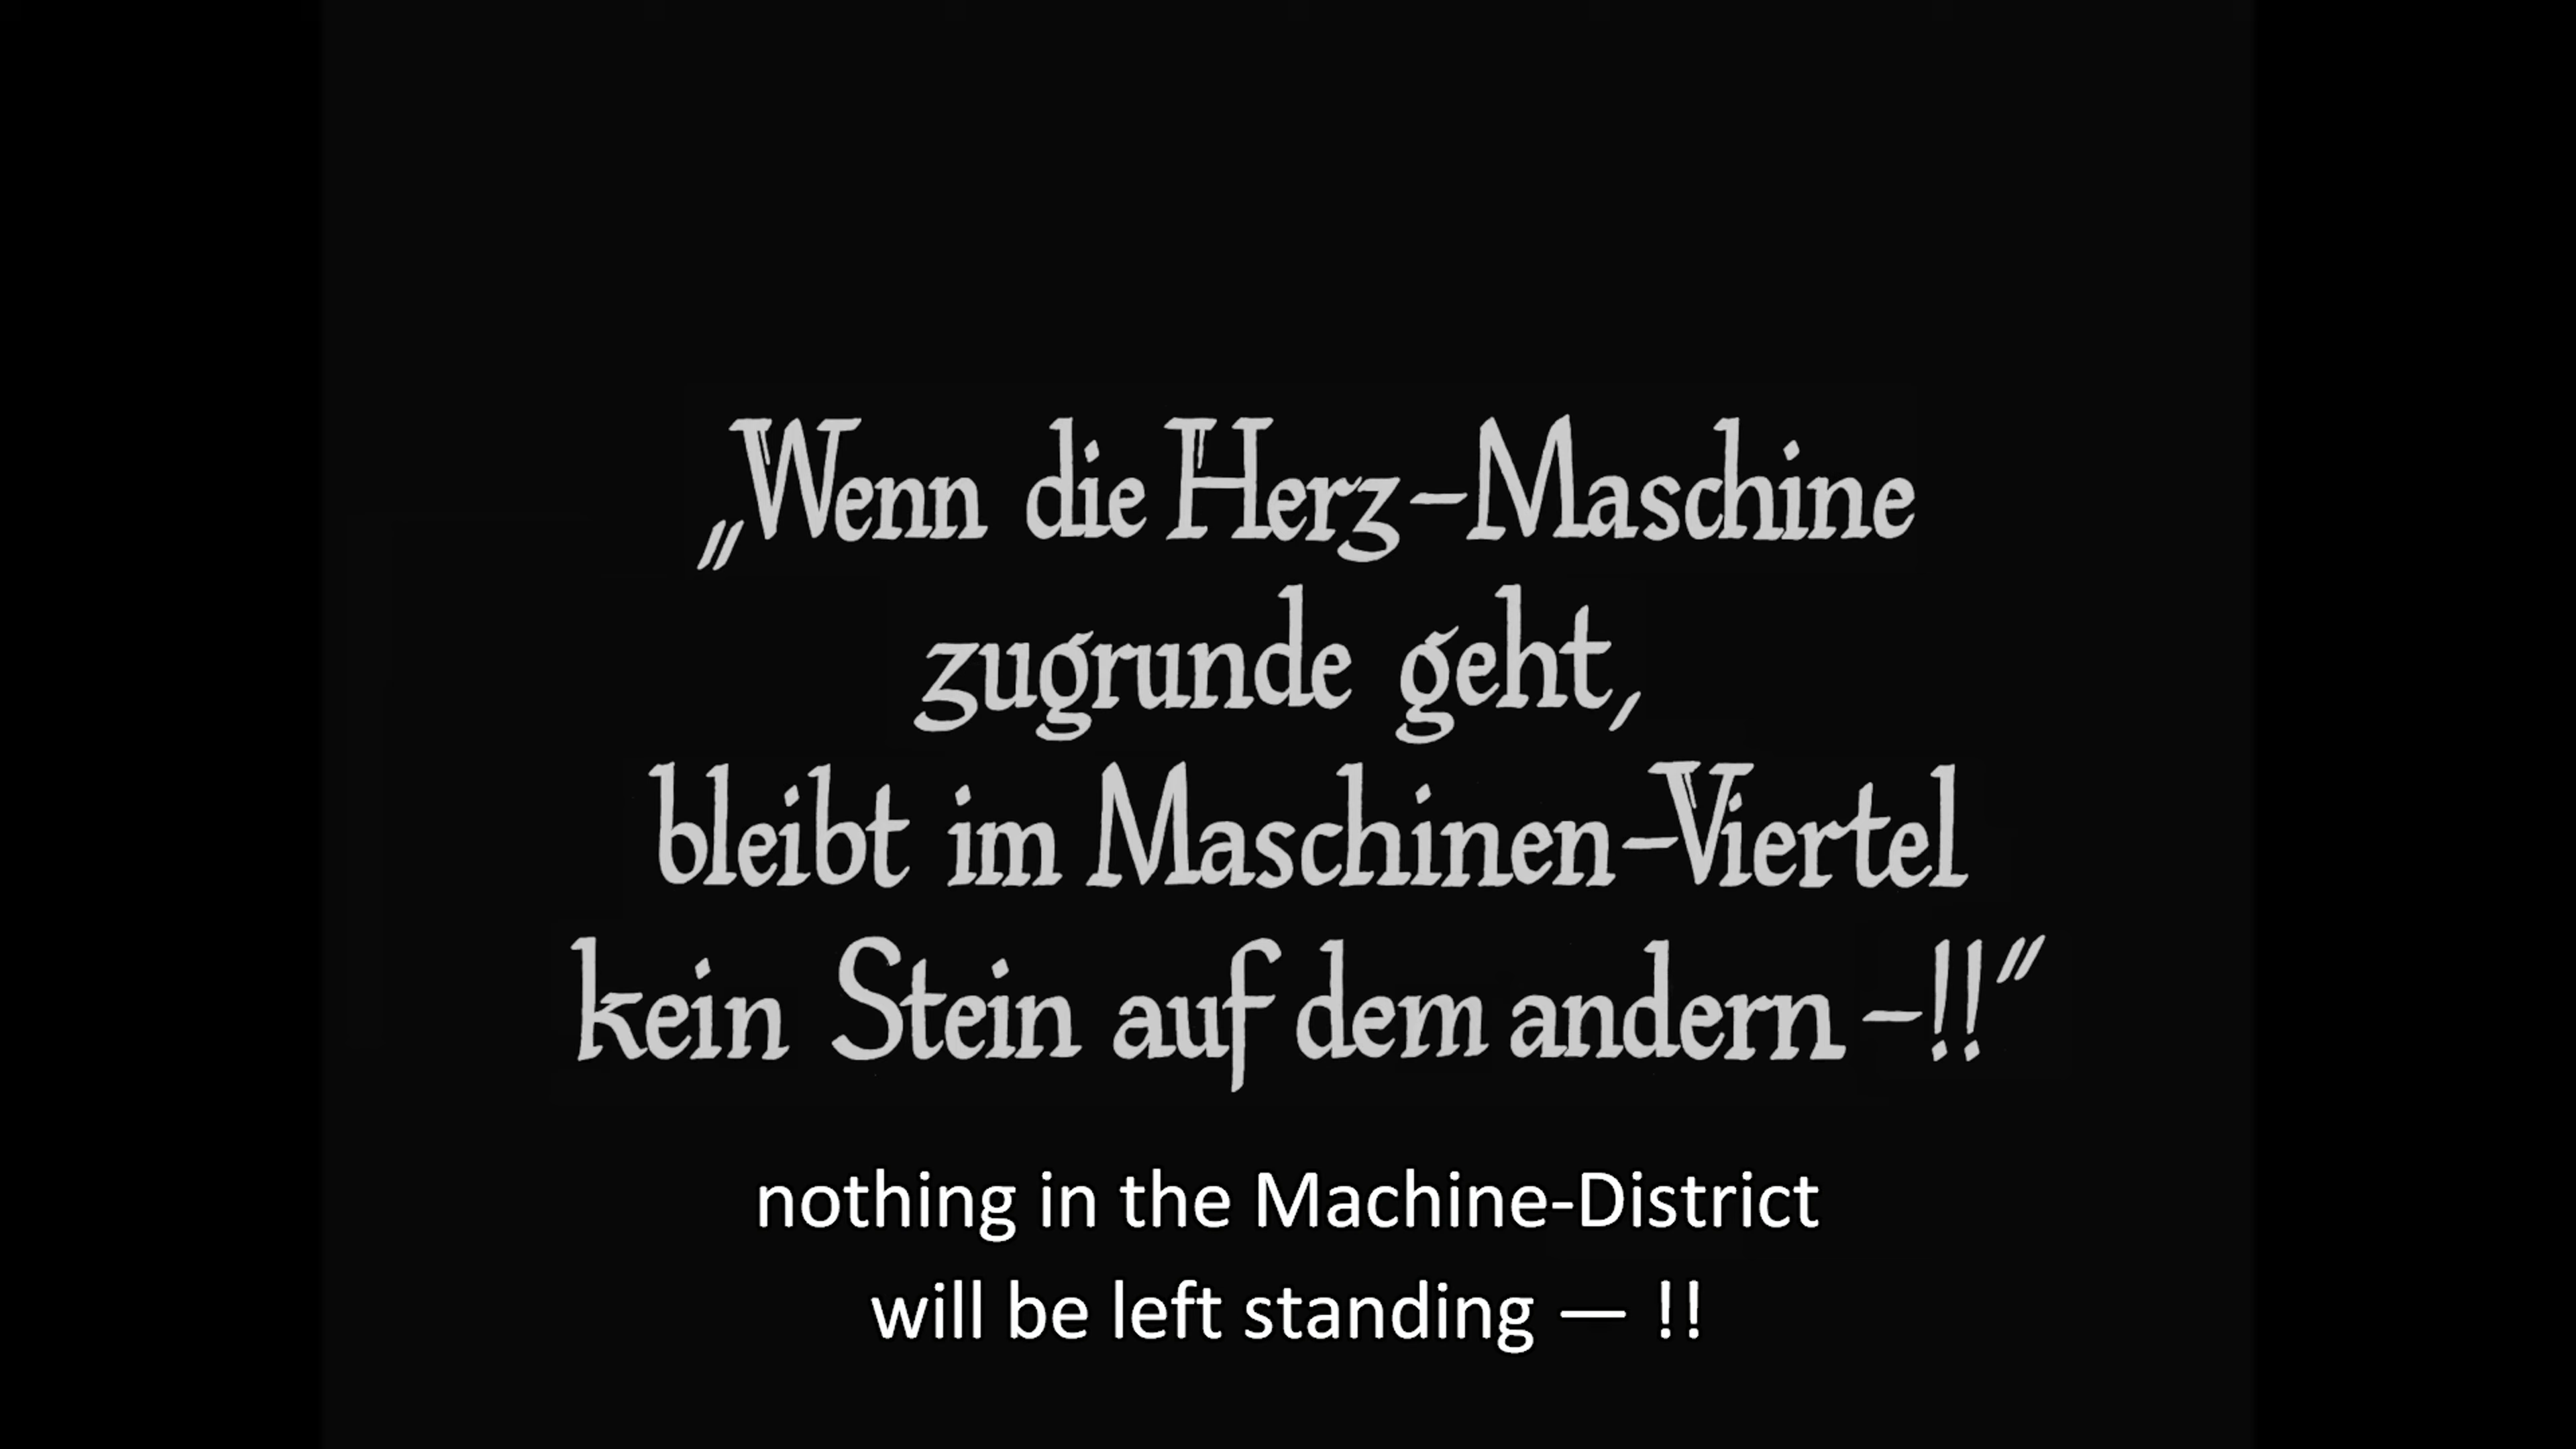 „Wenn die Herz-Maschine
zugrunde geht,
bleibt im Maschinen-Viertel
kein Stein auf dem andern -!!"
nothing in the Machine-District
will be left standing — !!